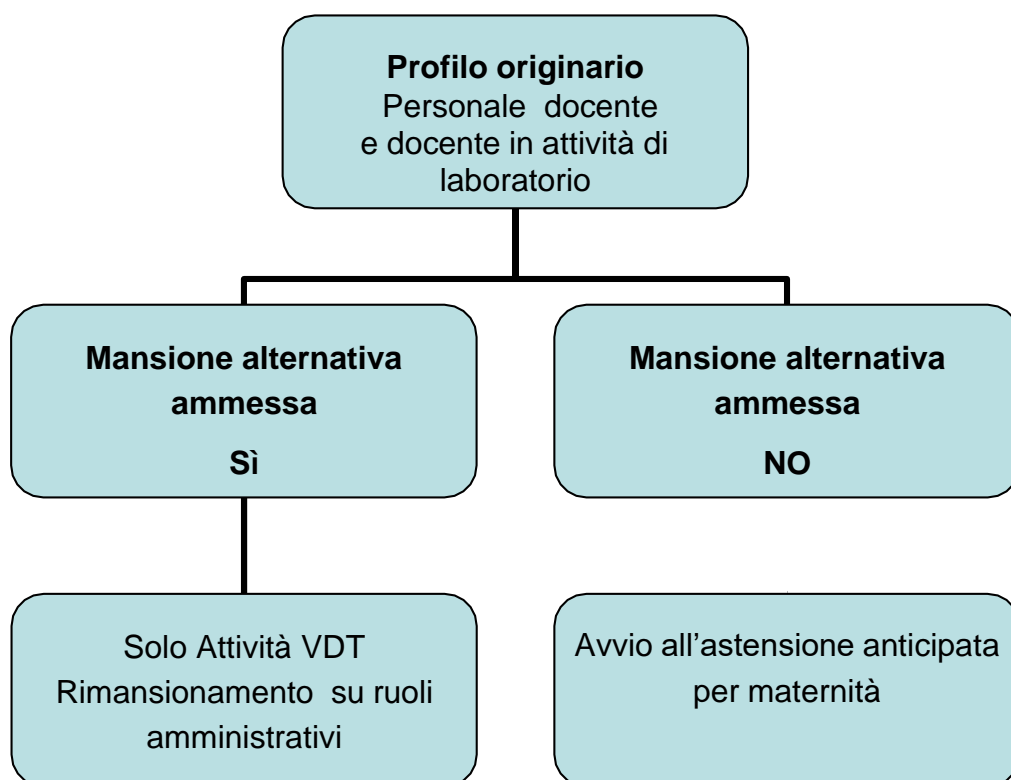 Profilo originario
Personale docente
e docente in attività di
laboratorio
Mansione alternativa
ammessa
Sì
Mansione alternativa
ammessa
NO
Solo Attività VDT
Rimansionamento su ruoli
amministrativi
Avvio all’astensione anticipata
per maternità